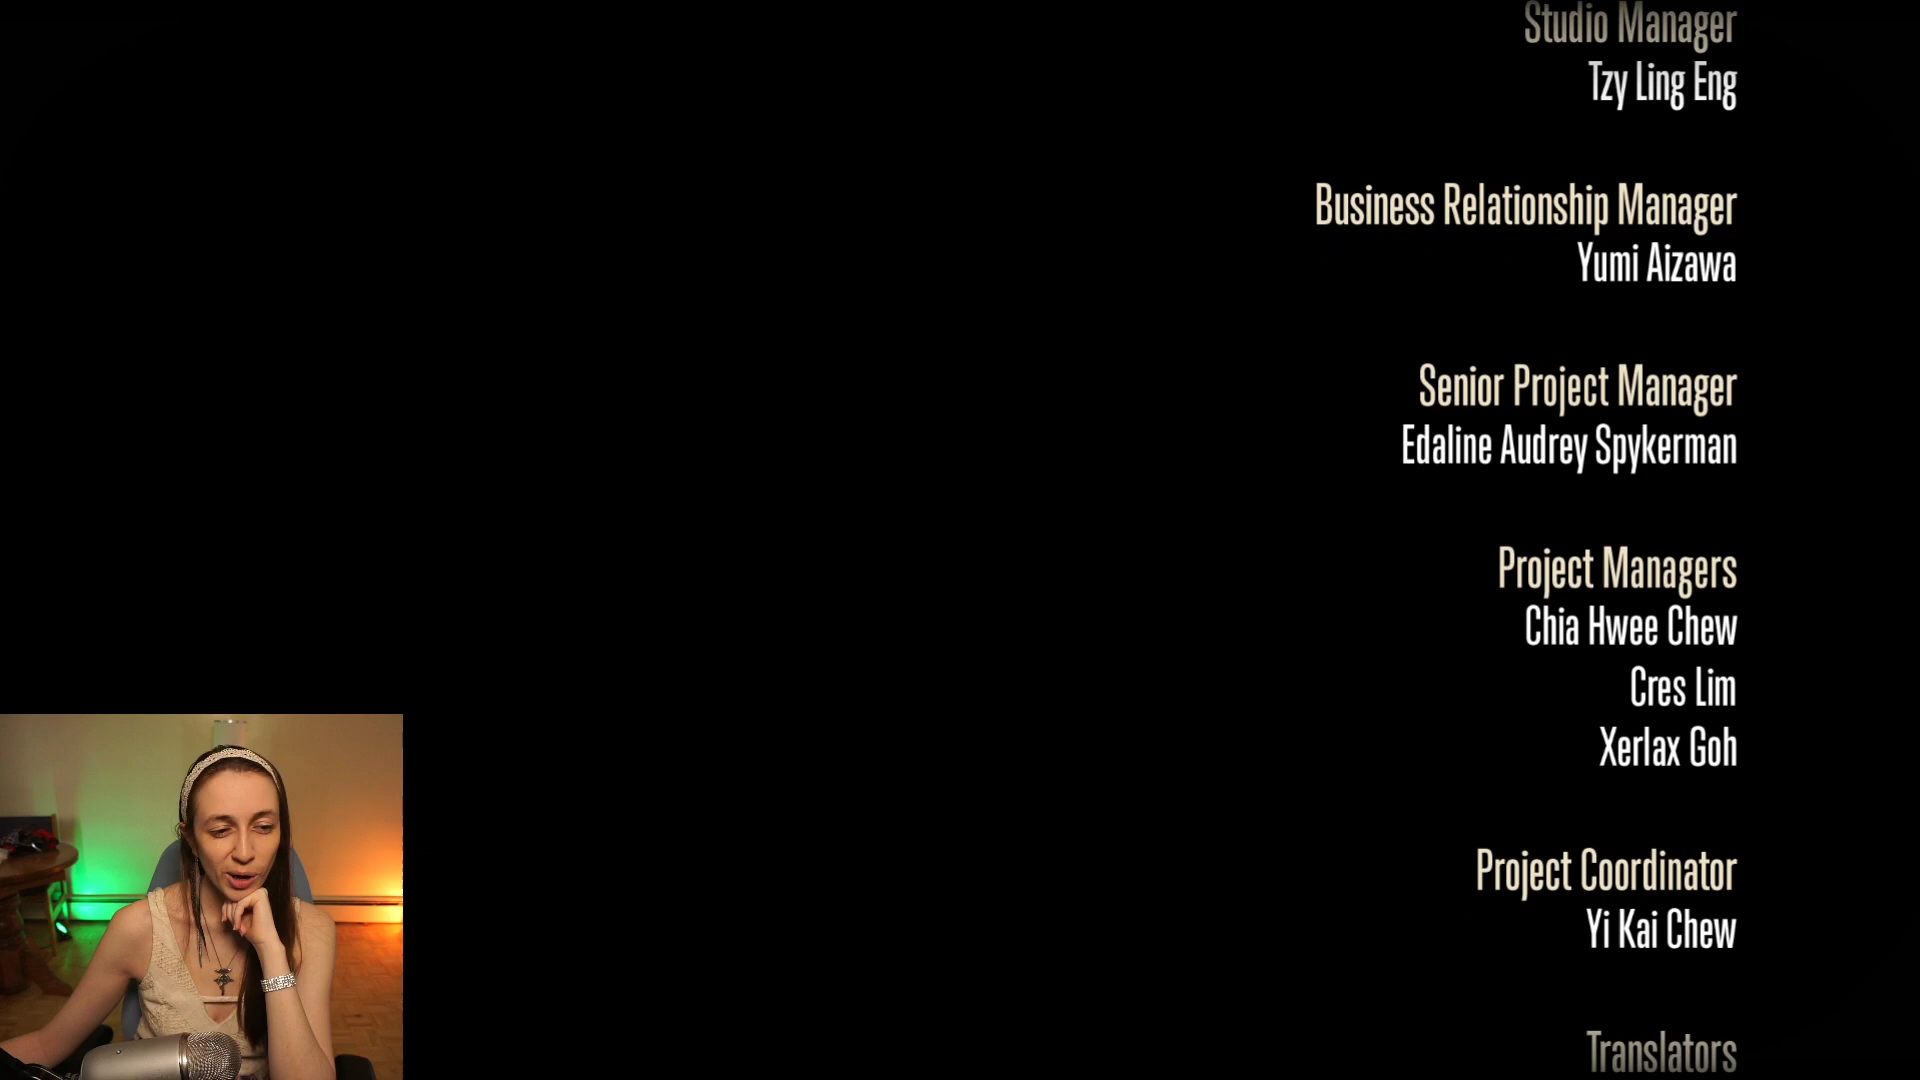 Studio Manager
Tzy Ling Eng
Business Relationship Manager
Yumi Aizawa
Senior Project Manager
Edaline Audrey Spykerman
Project Managers
Chia Hwee Chew
Cres Lim
Xerlax Goh
Project Coordinator
Yi Kai Chew
Translators